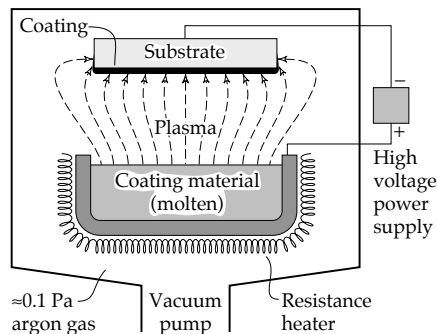 Coating
Substrate
−
+
Plasma
High
voltage
power
supply
Coating material
(molten)
≈0.1 Pa
argon gas
Vacuum
pump
Resistance
heater